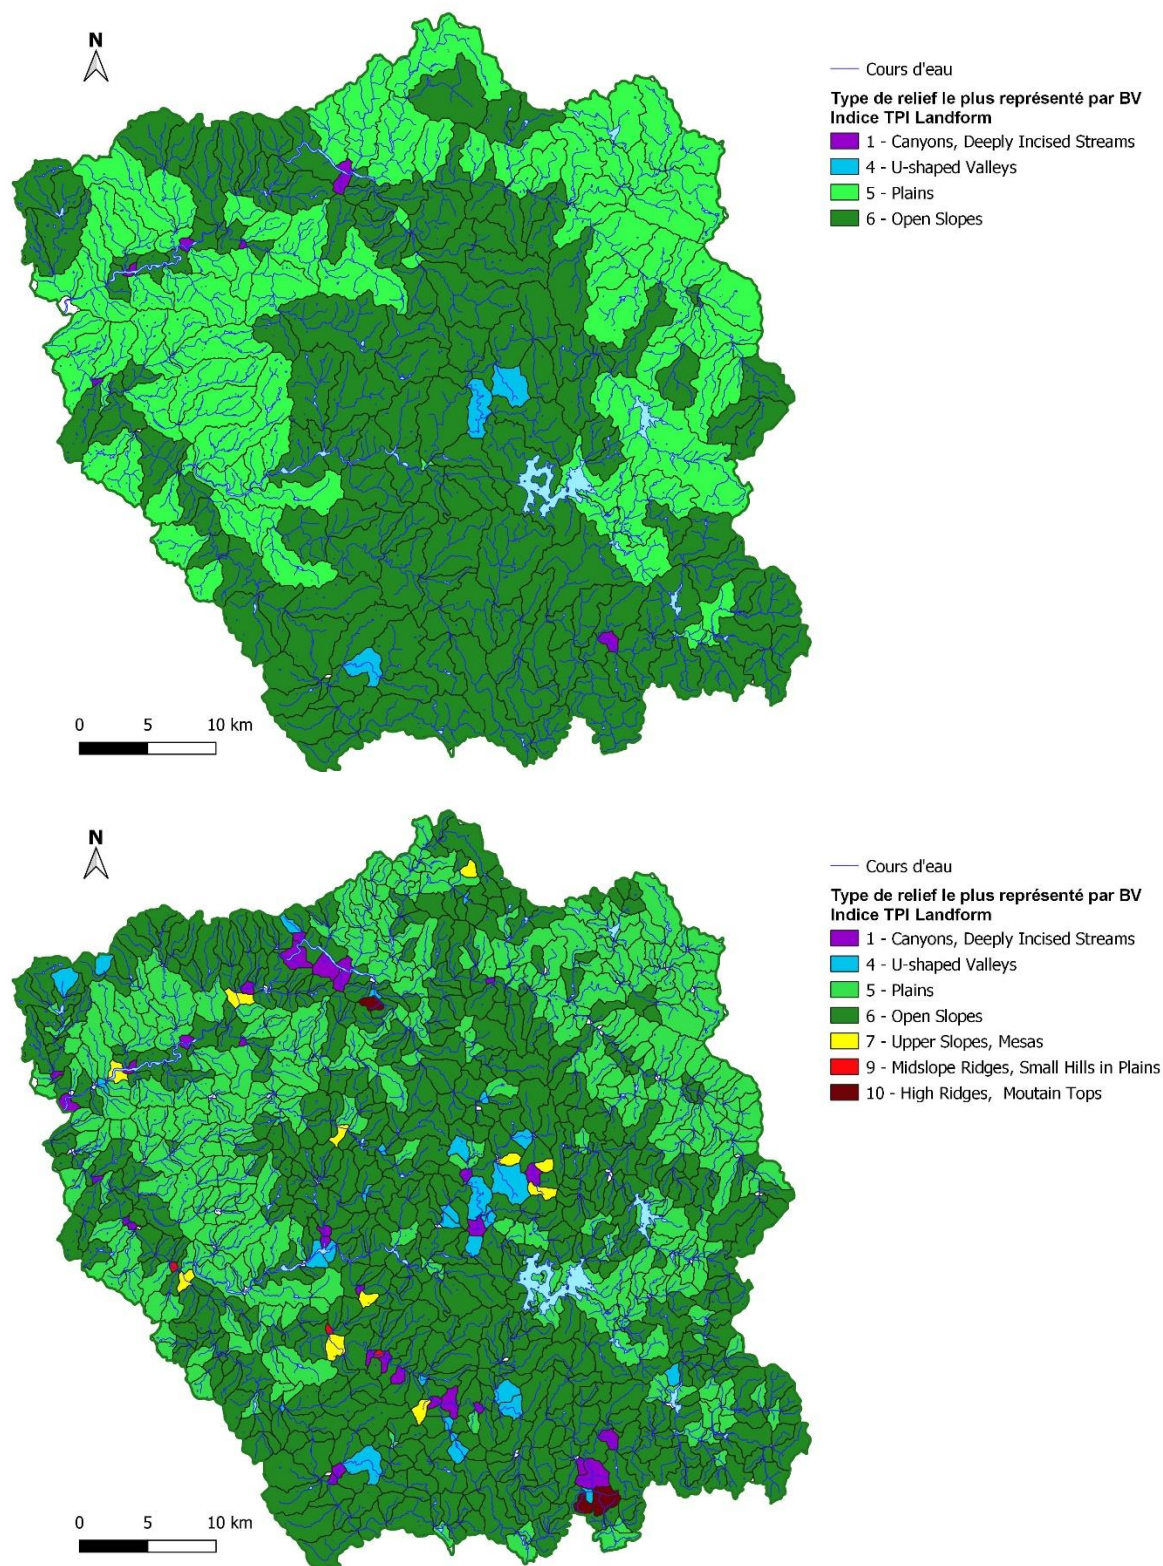 N
Cours d'eau
Type de relief le plus représenté par BV
Indice TPI Landform
1 - Canyons, Deeply Incised Streams
4 - U-shaped Valleys
5 - Plains
6 - Open Slopes
0 5 10 km
N
Cours d'eau
Type de relief le plus représenté par BV
Indice TPI Landform
1 - Canyons, Deeply Incised Streams
4 - U-shaped Valleys
5 - Plains
6 - Open Slopes
7 - Upper Slopes, Mesas
9 - Midslope Ridges, Small Hills in Plains
10 - High Ridges, Moutain Tops
0 5 10 km